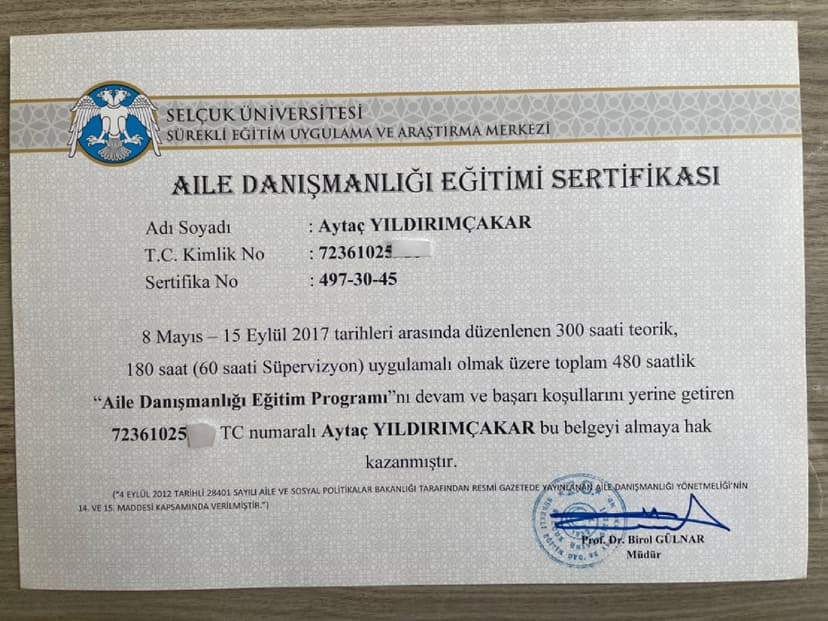 SELÇUK ÜNİVERSİTESİ
SÜREKLİ EĞİTİM UYGULAMA VE ARAŞTIRMA MERKEZİ
AILE DANIŞMANLIĞI EĞİTİMİ SERTİFİKASI
Adı Soyadı : Aytaç YILDIRIMÇAKAR
T.C. Kimlik No : 72361025
Sertifika No : 497-30-45
8 Mayıs – 15 Eylül 2017 tarihleri arasında düzenlenen 300 saati teorik,
180 saat (60 saati Süpervizyon) uygulamalı olmak üzere toplam 480 saatlik
“Aile Danışmanlığı Eğitim Programı”nı devam ve başarı koşullarını yerine getiren
72361025 TC numaralı Aytaç YILDIRIMÇAKAR bu belgeyi almaya hak
kazanmıştır.
("4 EYLÜL 2012 TARİHLİ 28401 SAYILI AİLE VE SOSYAL POLİTİKALAR BAKANLIĞI TARAFINDAN RESMİ GAZETEDE YAYINLANAN AİLE DANIŞMANLIĞI YÖNETMELİĞİ'NİN
14. VE 15. MADDESİ KAPSAMINDA VERİLMİŞTİR.")
Prof. Dr. Birol GÜLNAR
Müdür